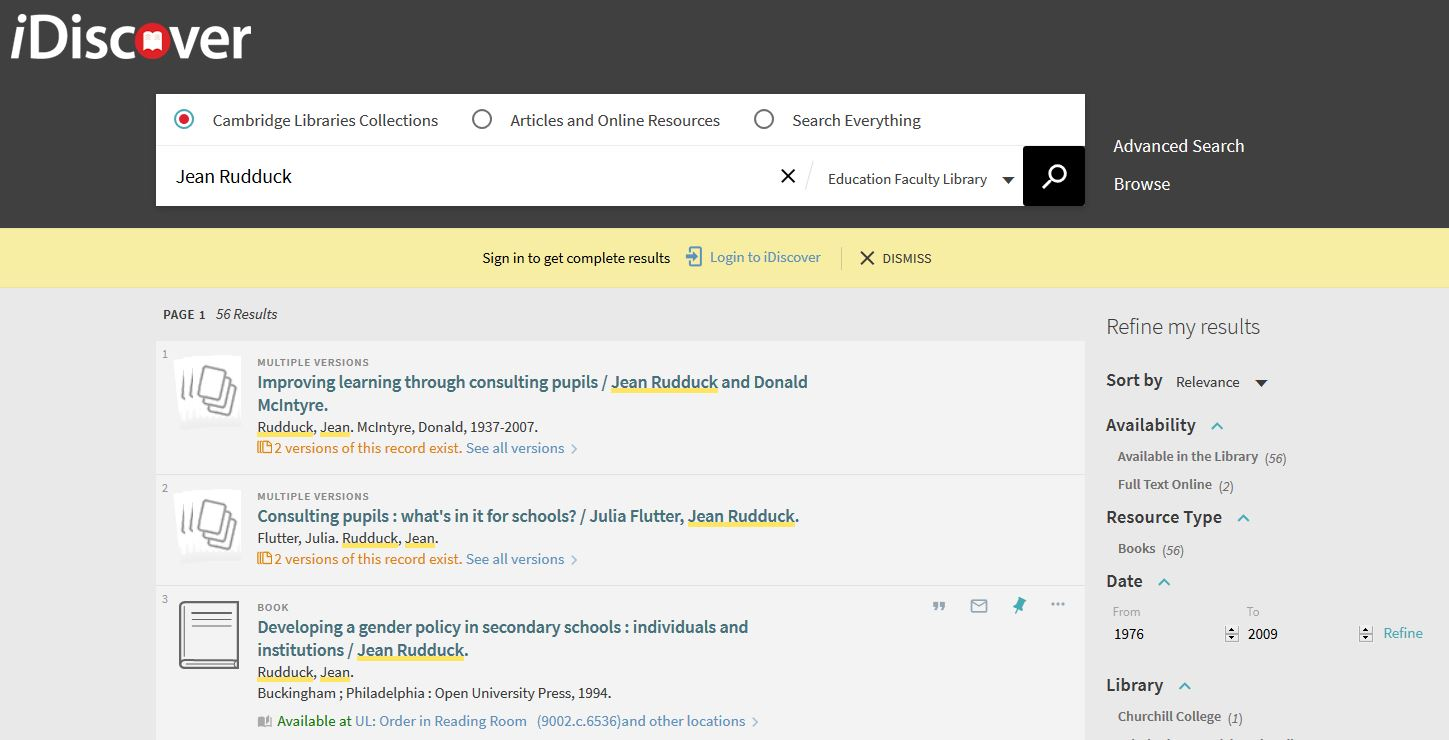 iDiscover
Cambridge Libraries Collections
Articles and Online Resources
Search Everything
Jean Rudduck
Education Faculty Library
Advanced Search
Browse
Sign in to get complete results
Login to iDiscover
DISMISS
PAGE 1 56 Results
1
MULTIPLE VERSIONS
Improving learning through consulting pupils / Jean Rudduck and Donald
McIntyre.
Rudduck, Jean. McIntyre, Donald, 1937-2007.
2 versions of this record exist. See all versions
2
MULTIPLE VERSIONS
Consulting pupils : what's in it for schools? / Julia Flutter, Jean Rudduck.
Flutter, Julia. Rudduck, Jean.
2 versions of this record exist. See all versions
3
BOOK
Developing a gender policy in secondary schools : individuals and
institutions / Jean Rudduck.
Rudduck, Jean.
Buckingham ; Philadelphia : Open University Press, 1994.
Available at UL: Order in Reading Room (9002.c.6536)and other locations
Refine my results
Sort by Relevance
Availability
Available in the Library (56)
Full Text Online (2)
Resource Type
Books (56)
Date
From To
1976 2009 Refine
Library
Churchill College (1)